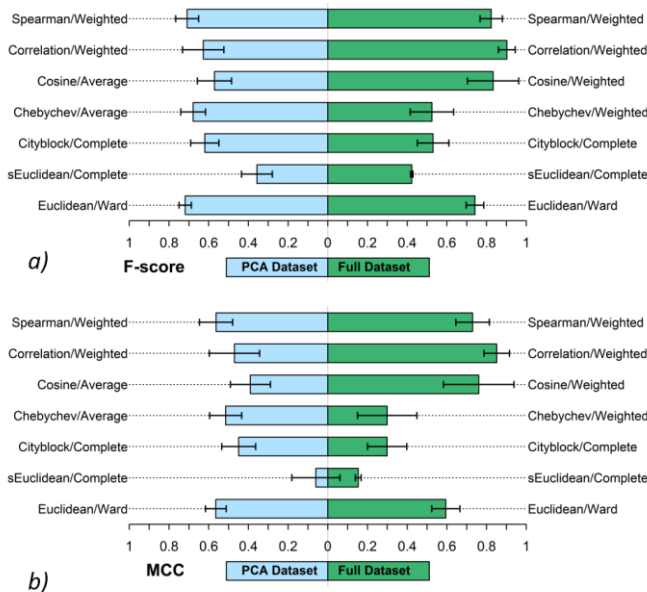 Spearman/Weighted Spearman/Weighted
Correlation/Weighted Correlation/Weighted
Cosine/Average Cosine/Weighted
Chebychev/Average Chebychev/Weighted
Cityblock/Complete Cityblock/Complete
sEuclidean/Complete sEuclidean/Complete
Euclidean/Ward Euclidean/Ward
1 0.8 0.6 0.4 0.2 0 0.2 0.4 0.6 0.8 1
a) F-score PCA Dataset Full Dataset
Spearman/Weighted Spearman/Weighted
Correlation/Weighted Correlation/Weighted
Cosine/Average Cosine/Weighted
Chebychev/Average Chebychev/Weighted
Cityblock/Complete Cityblock/Complete
sEuclidean/Complete sEuclidean/Complete
Euclidean/Ward Euclidean/Ward
1 0.8 0.6 0.4 0.2 0 0.2 0.4 0.6 0.8 1
b) MCC PCA Dataset Full Dataset